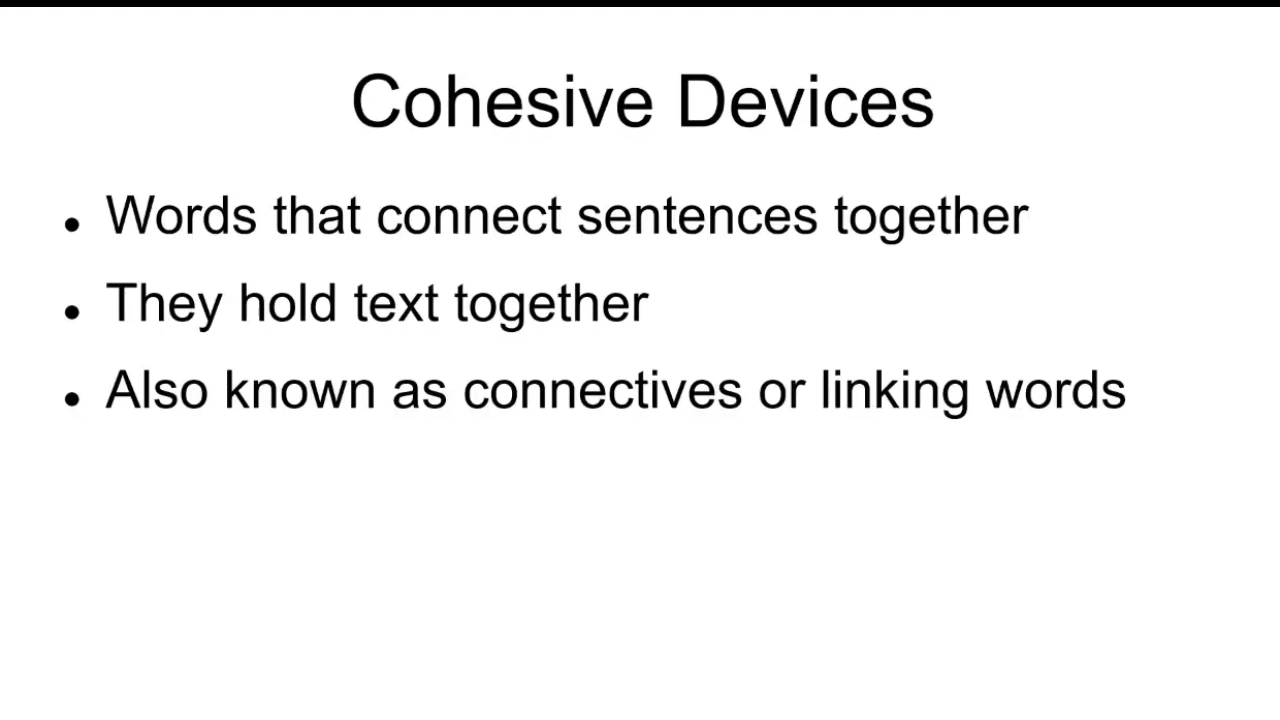 Cohesive Devices
• Words that connect sentences together
• They hold text together
• Also known as connectives or linking words